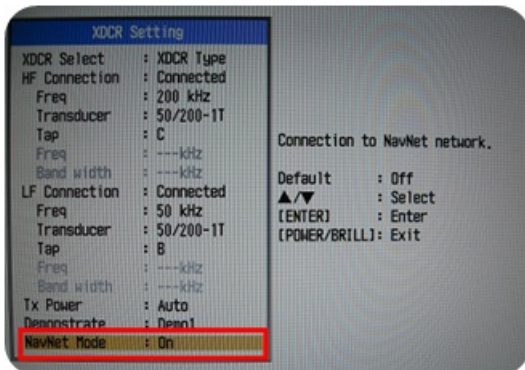 XDCR Setting
XDCR Select : XDCR Type
HF Connection : Connected
Freq : 200 kHz
Transducer : 50/200-1T
Tap : C
Freq : ---kHz
Band width : ---kHz
LF Connection : Connected
Freq : 50 kHz
Transducer : 50/200-1T
Tap : B
Freq : ---kHz
Band width : ---kHz
Tx Power : Auto
Demonstrate : Demo1
NavNet Mode : On
Connection to NavNet network.
Default : Off
▲/▼ : Select
[ENTER] : Enter
[POWER/BRILL]: Exit